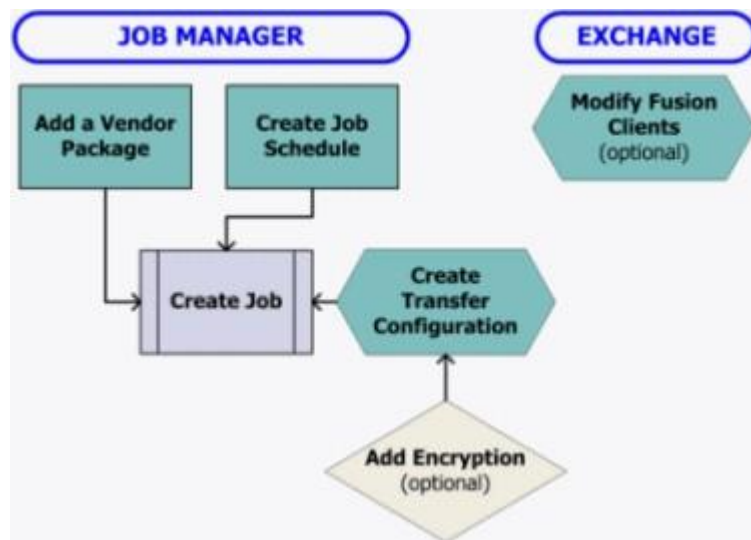 JOB MANAGER
EXCHANGE
Add a Vendor
Package
Create Job
Schedule
Modify Fusion
Clients
(optional)
Create Job
Create
Transfer
Configuration
Add Encryption
(optional)